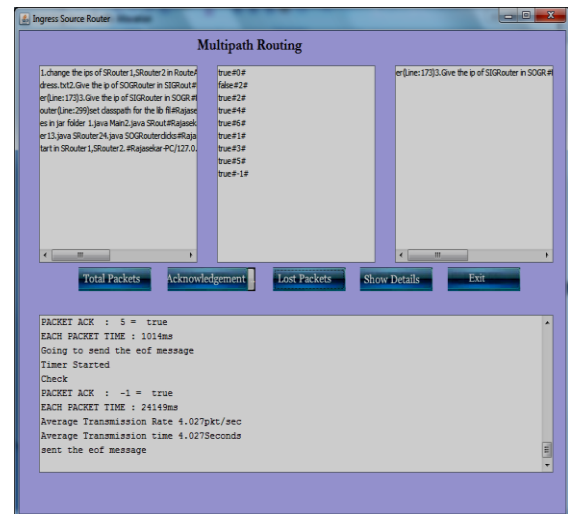 Ingress Source Router
Multipath Routing
1.change the ips of SRouter1,SRouter2 in RouteA
dress.txt2.Give the ip of SOGRouter in SIGRout#
er(Line:173)3.Give the ip of SIGRouter in SOGR#
outer(Line:299)set classpath for the lib fil#Rajase
es in jar folder 1.java Main2.java SRout#Rajasek
er13.java SRouter24.java SOGRouterclicks#Raja
tart in SRouter1,SRouter2.#Rajasekar-PC/127.0.
true#0#
false#2#
true#2#
true#4#
true#6#
true#1#
true#3#
true#5#
true#-1#
er(Line:173)3.Give the ip of SIGRouter in SOGR#
Total Packets
Acknowledgement
Lost Packets
Show Details
Exit
PACKET ACK : 5 = true
EACH PACKET TIME : 1014ms
Going to send the eof message
Timer Started
Check
PACKET ACK : -1 = true
EACH PACKET TIME : 24149ms
Average Transmission Rate 4.027pkt/sec
Average Transmission time 4.027Seconds
sent the eof message